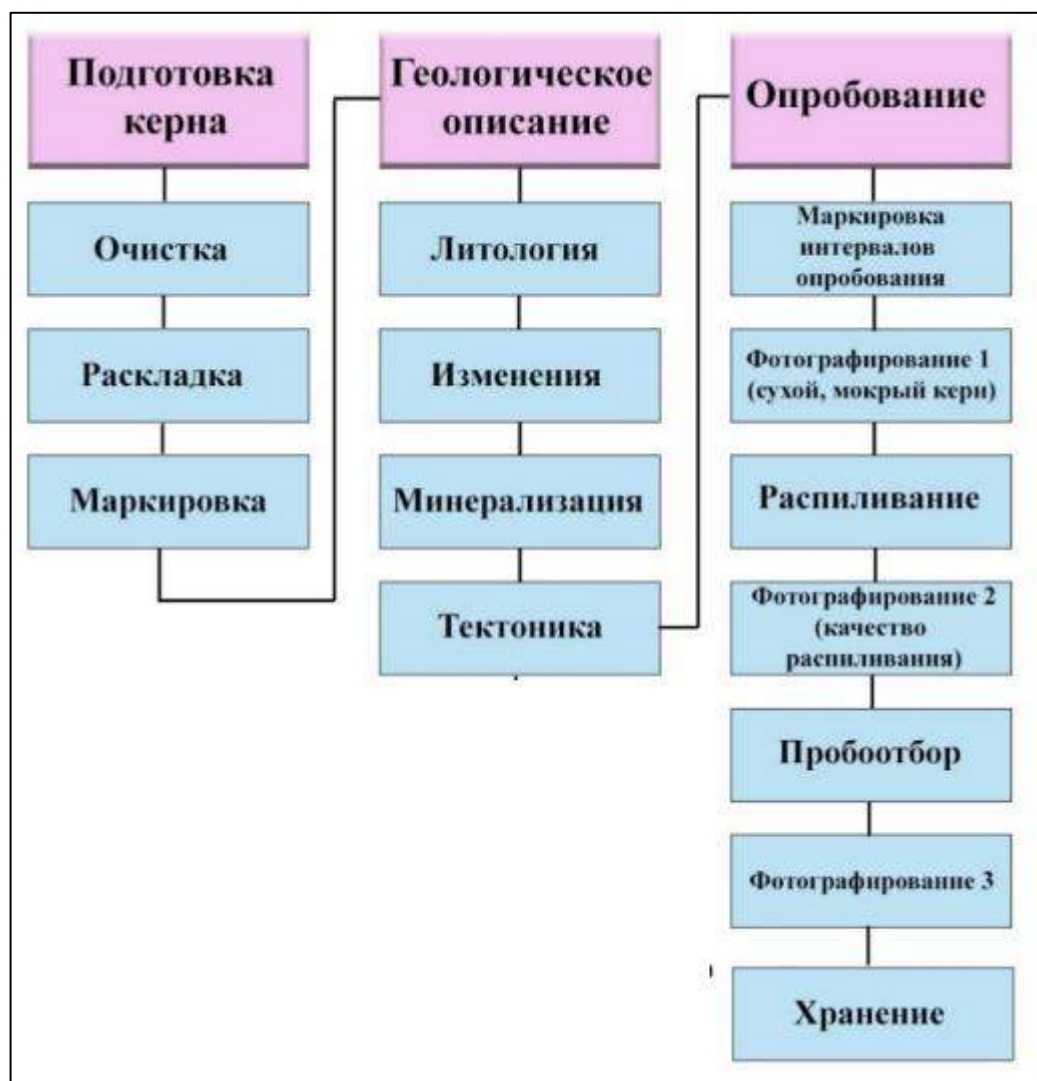 Подготовка
керна
Очистка
Раскладка
Маркировка
Геологическое
описание
Литология
Изменения
Минерализация
Тектоника
Опробование
Маркировка
интервалов
опробования
Фотографирование 1
(сухой, мокрый керн)
Распиливание
Фотографирование 2
(качество
распиливания)
Пробоотбор
Фотографирование 3
Хранение